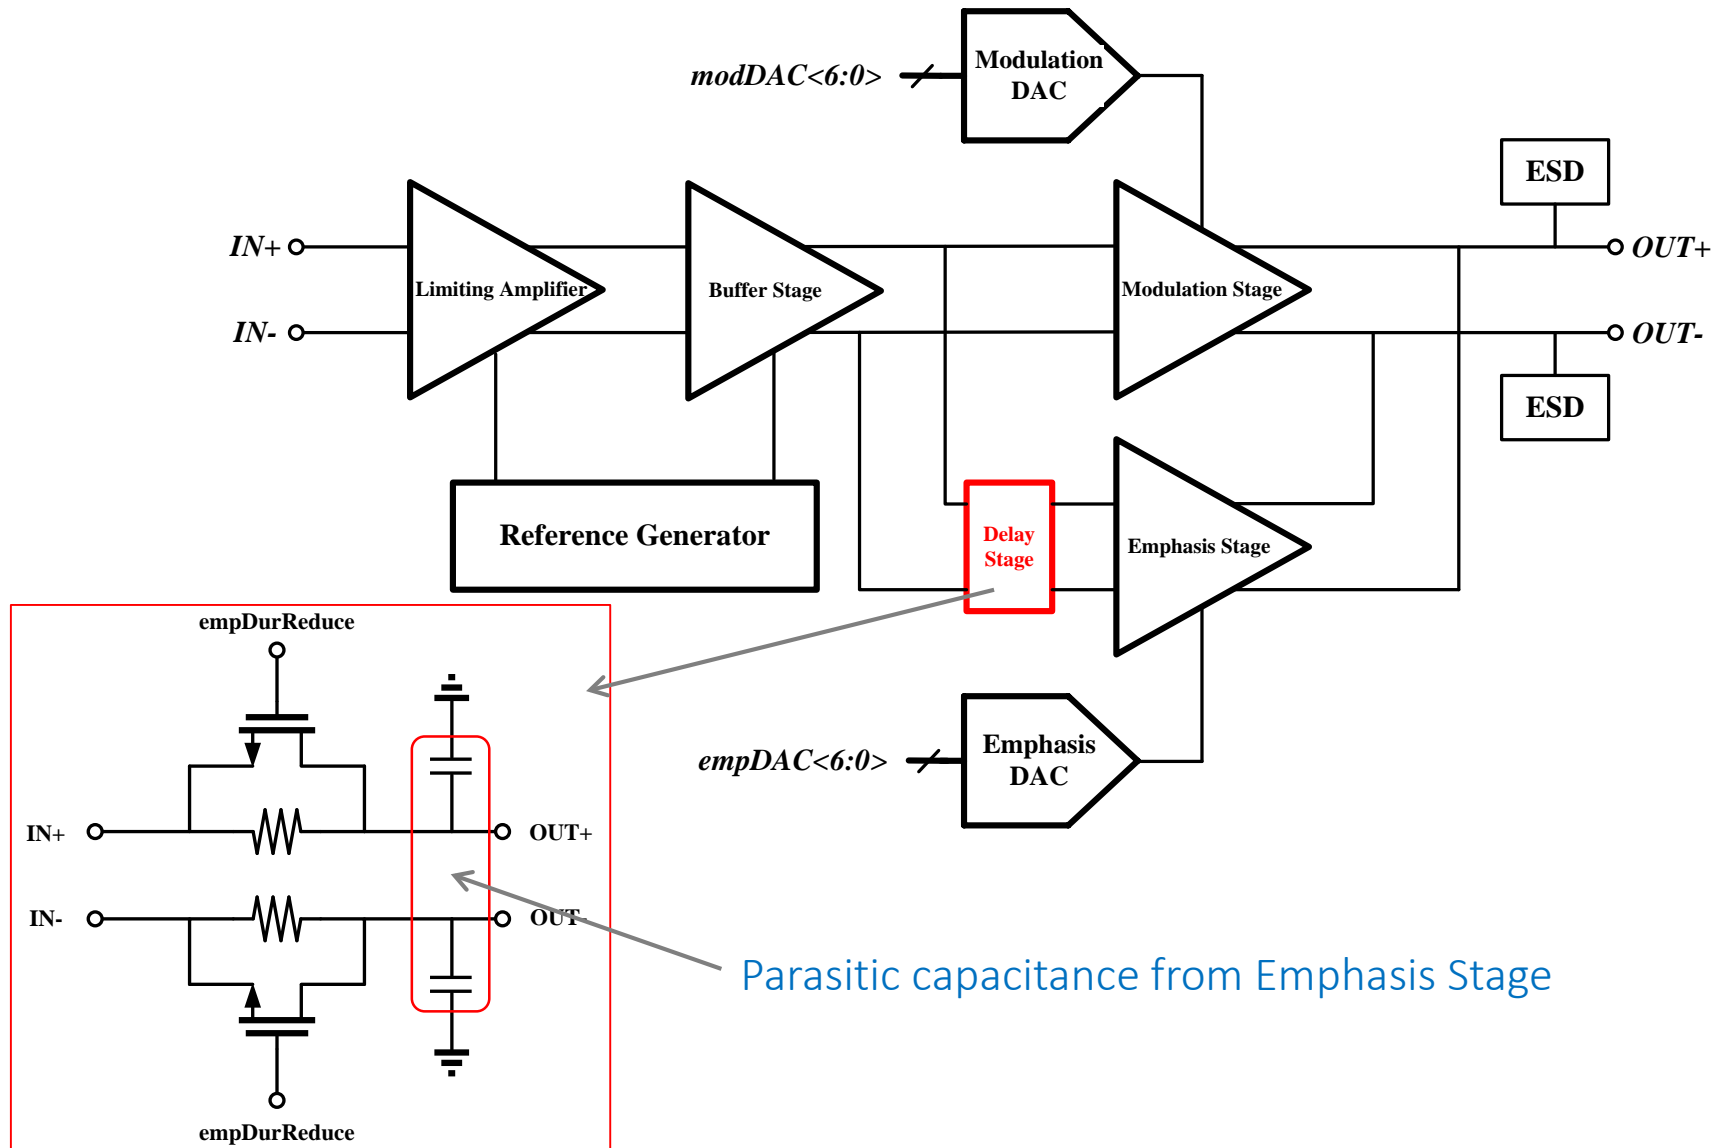 Modulation
DAC
modDAC<6:0>
ESD
IN+
OUT+
Limiting Amplifier
Buffer Stage
Modulation Stage
IN-
OUT-
ESD
Reference Generator
Delay
Stage
Emphasis Stage
empDAC<6:0>
Emphasis
DAC
empDurReduce
IN+
OUT+
IN-
OUT-
empDurReduce
Parasitic capacitance from Emphasis Stage